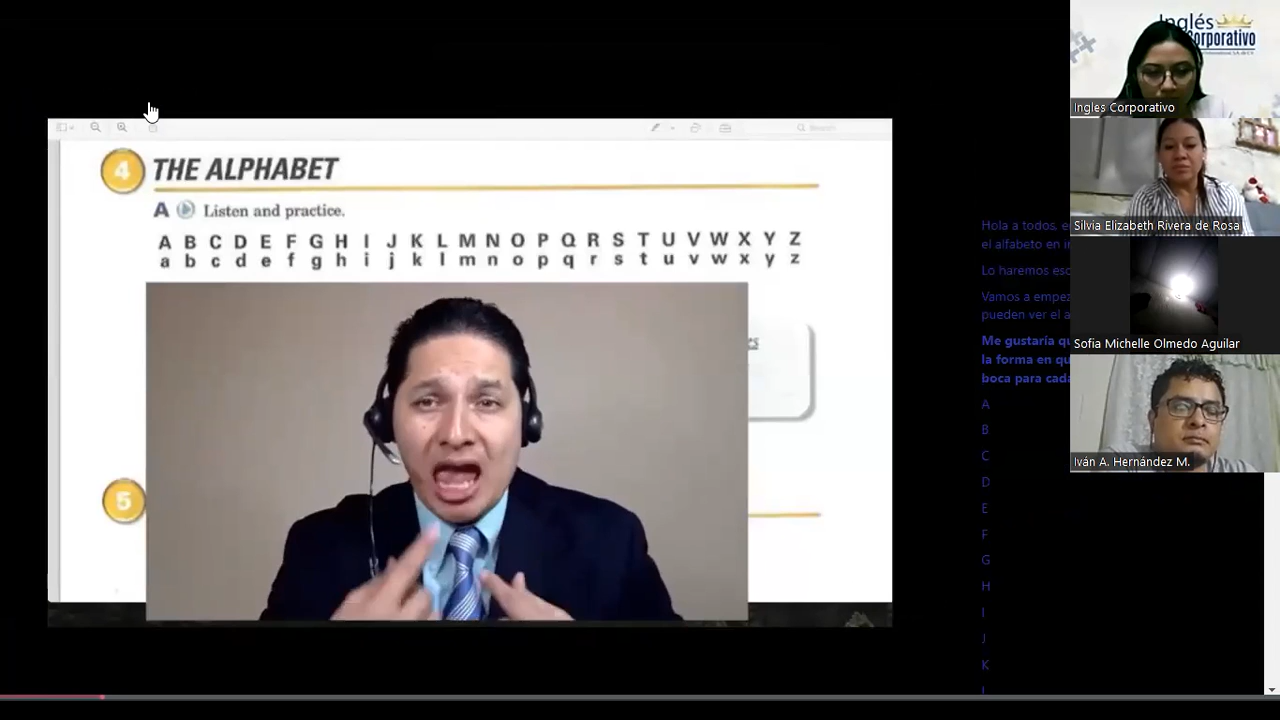 4 THE ALPHABET
A Listen and practice.
A B C D E F G H I J K L M N O P Q R S T U V W X Y Z
a b c d e f g h i j k l m n o p q r s t u v w x y z
5
Search
Hola a todos,
el alfabeto en
Lo haremos
Vamos a
pueden ver el
Me gustaría
la forma en
boca para cada
A
B
C
D
E
F
G
H
I
J
K
Inglés
Corporativo
Ingles Corporativo
Silvia Elizabeth Rivera de Rosa
Sofia Michelle Olmedo Aguilar
Iván A. Hernández M.